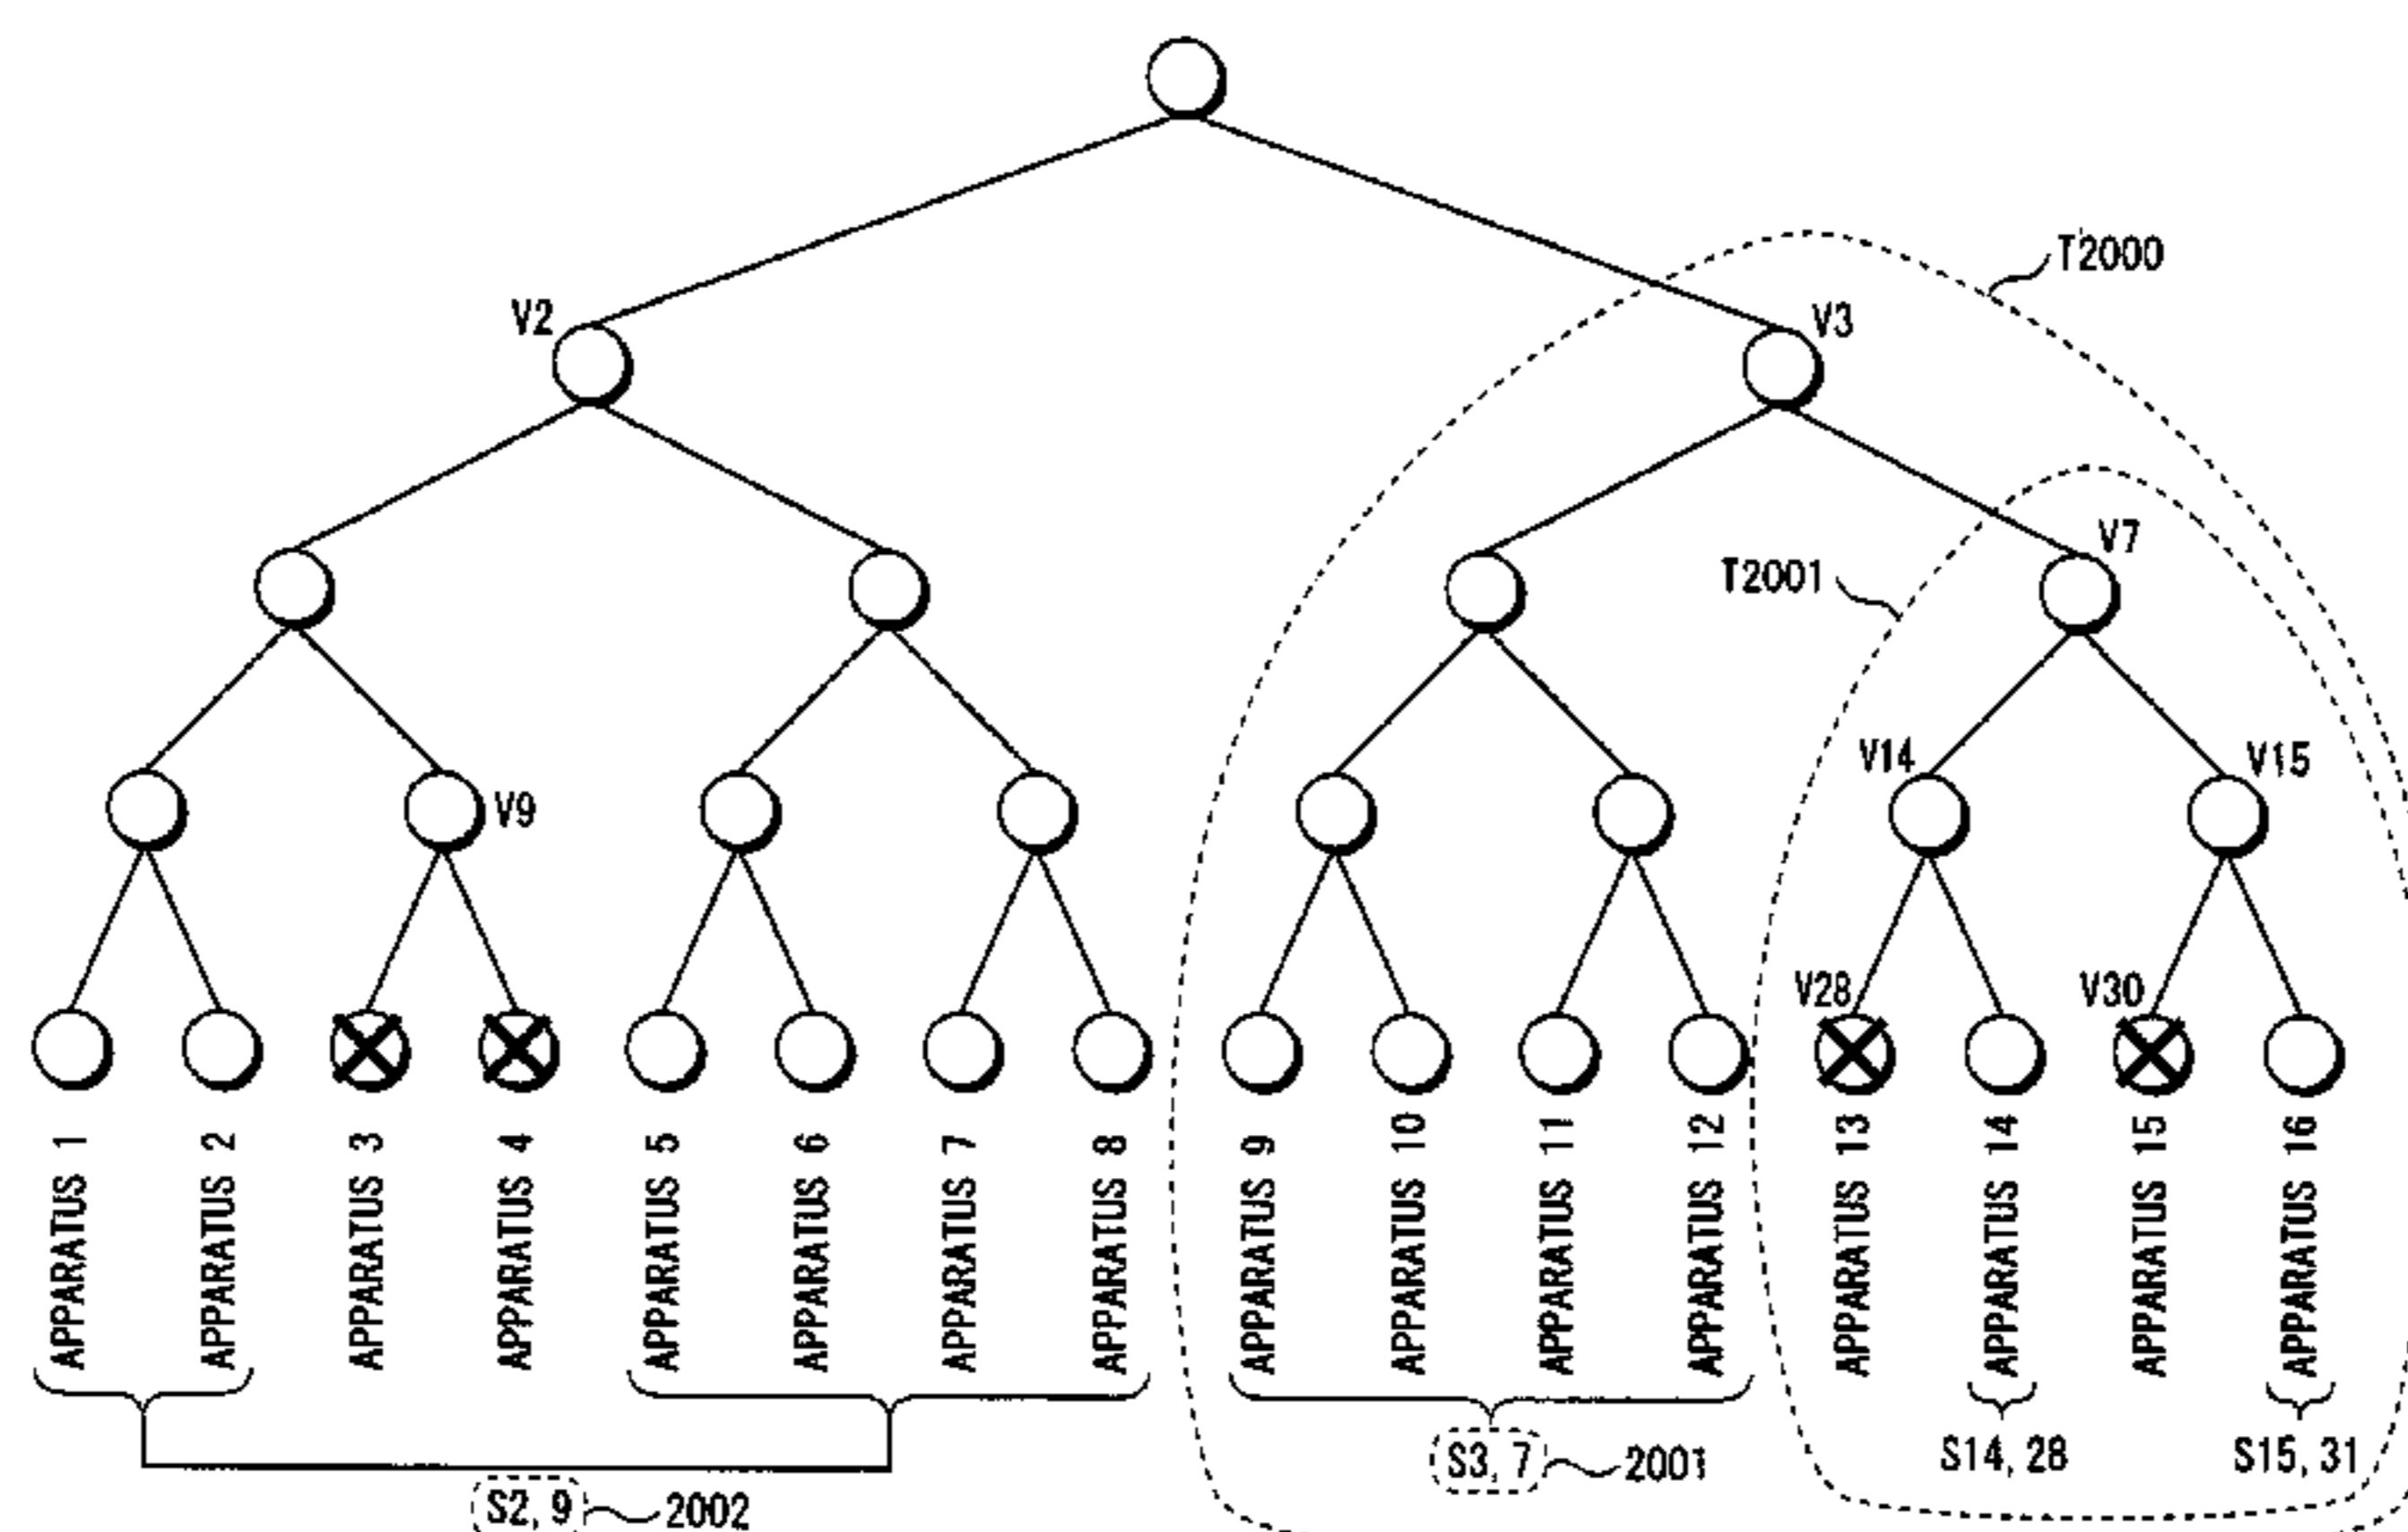 T2000
V2
V3
V7
T2001
V14
V15
V9
V28
V30
APPARATUS 1
APPARATUS 2
APPARATUS 3
APPARATUS 4
APPARATUS 5
APPARATUS 6
APPARATUS 7
APPARATUS 8
APPARATUS 9
APPARATUS 10
APPARATUS 11
APPARATUS 12
APPARATUS 13
APPARATUS 14
APPARATUS 15
APPARATUS 16
S3, 7 2001
S14, 28
S15, 31
S2, 9 2002